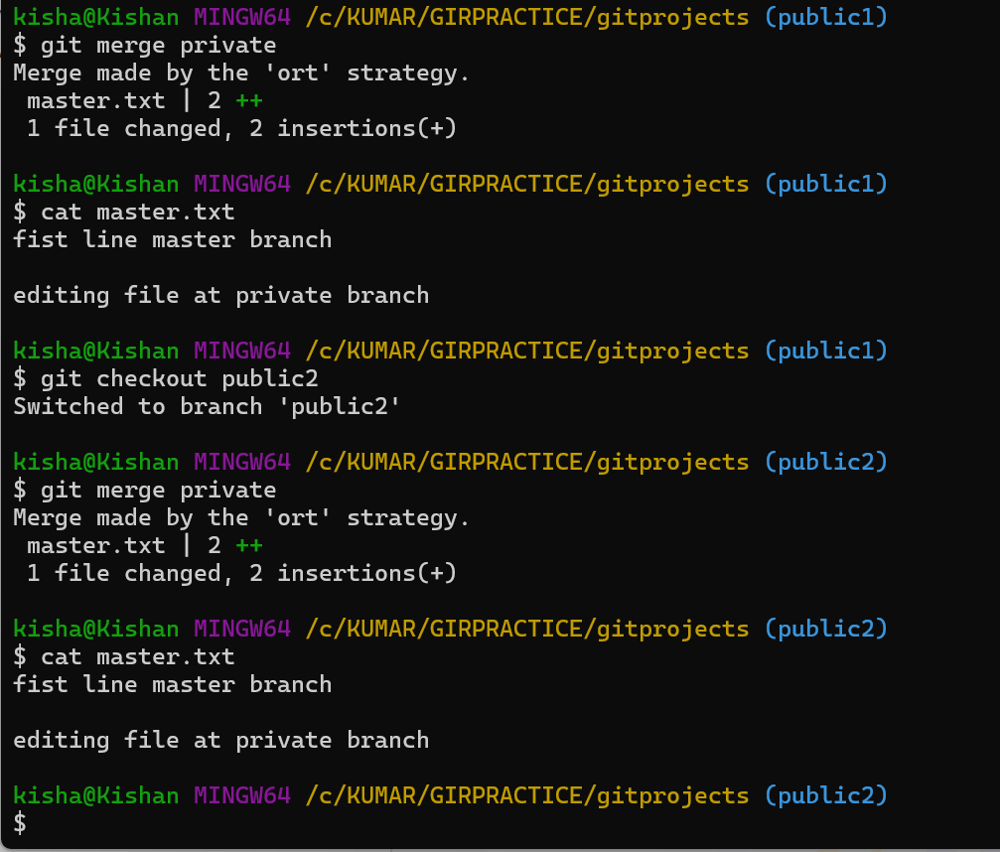 kisha@Kishan MINGW64 /c/KUMAR/GIRPRACTICE/gitprojects (public1)
$ git merge private
Merge made by the 'ort' strategy.
 master.txt | 2 ++
 1 file changed, 2 insertions(+)

kisha@Kishan MINGW64 /c/KUMAR/GIRPRACTICE/gitprojects (public1)
$ cat master.txt
fist line master branch

editing file at private branch

kisha@Kishan MINGW64 /c/KUMAR/GIRPRACTICE/gitprojects (public1)
$ git checkout public2
Switched to branch 'public2'

kisha@Kishan MINGW64 /c/KUMAR/GIRPRACTICE/gitprojects (public2)
$ git merge private
Merge made by the 'ort' strategy.
 master.txt | 2 ++
 1 file changed, 2 insertions(+)

kisha@Kishan MINGW64 /c/KUMAR/GIRPRACTICE/gitprojects (public2)
$ cat master.txt
fist line master branch

editing file at private branch

kisha@Kishan MINGW64 /c/KUMAR/GIRPRACTICE/gitprojects (public2)
$